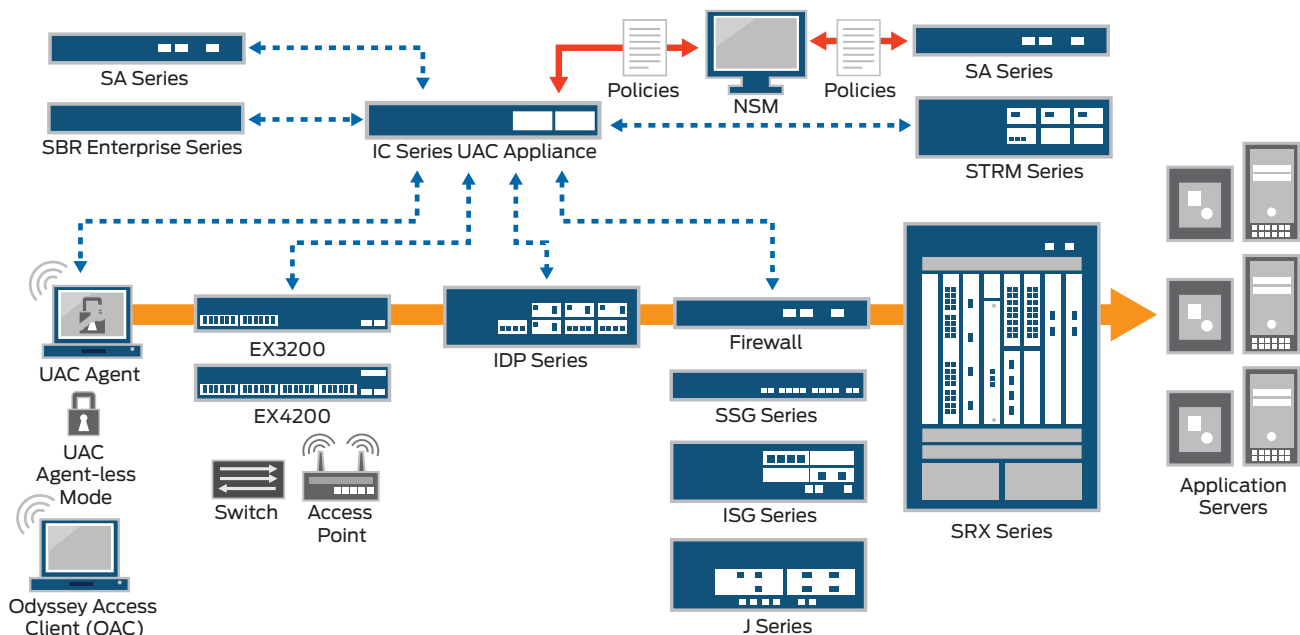 SA Series
Policies
NSM
Policies
SA Series
SBR Enterprise Series
IC Series UAC Appliance
STRM Series
UAC Agent
EX3200
IDP Series
Firewall
EX4200
SSG Series
UAC
Agent-less
Mode
Switch
Access
Point
ISG Series
SRX Series
Application
Servers
Odyssey Access
Client (OAC)
J Series